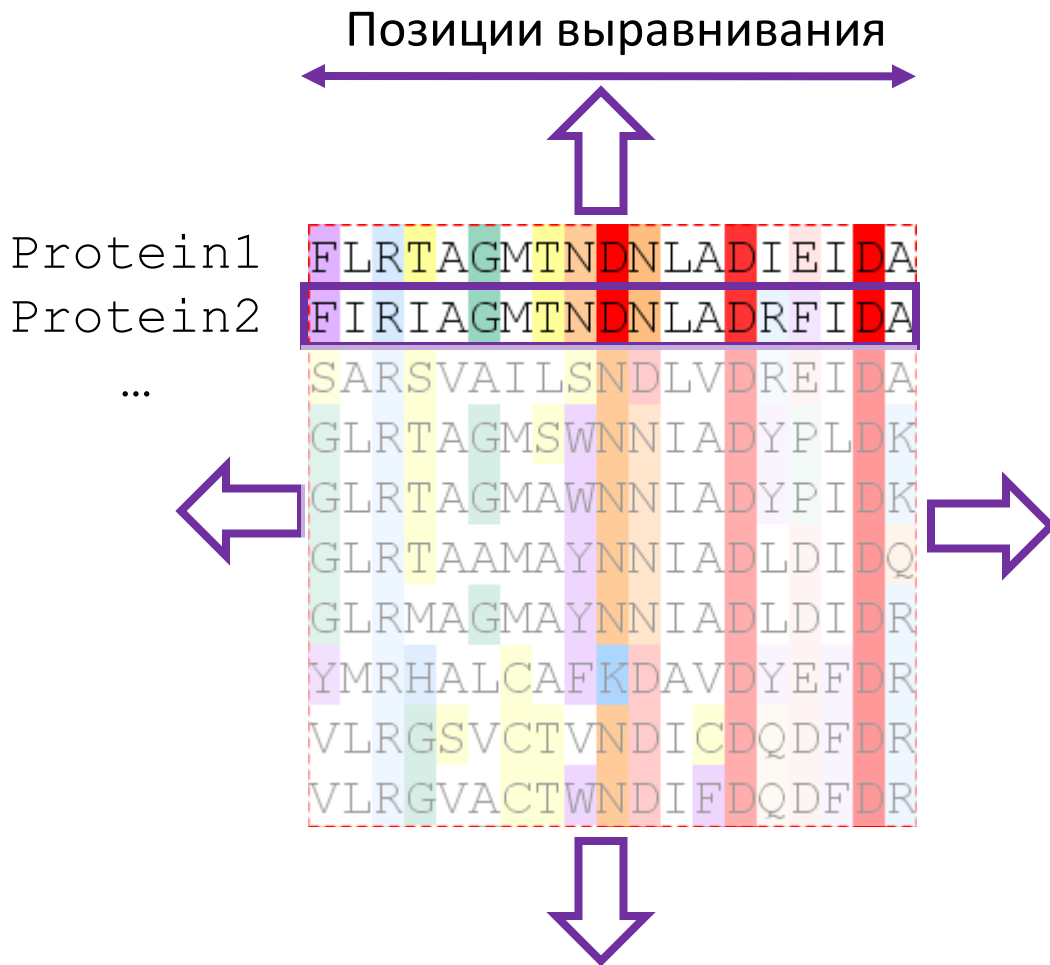 Позиции выравнивания
Protein1 FLRTAGMTNDNLADIEIDA
Protein2 FIRIAGMTNDNLADRFIDA
… SARSVAILSNDLVDREIDA
GLRTAGMSWNNIADYPLDK
GLRTAGMAWNNIADYPIDK
GLRTAAMAYNNIADLDIDQ
GLRMAGMAYNNIADLDIDR
YMRHALCAFKDAVDYEFDR
VLRGSVCTVNDICDQDFDR
VLRGVACTWNDIFDQDFDR